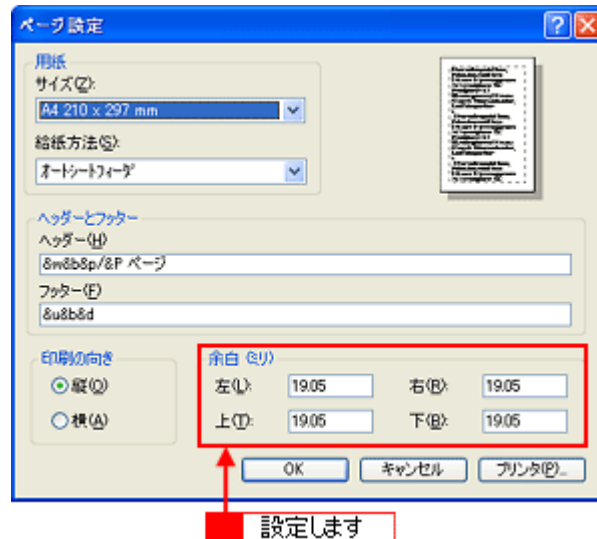 ページ設定
用紙
サイズ(Z):
A4 210 x 297 mm
給紙方法(S):
オートシートフィーダ
ヘッダーとフッター
ヘッダー(H)
&w&b&p/&P ページ
フッター(F)
&u&b&d
印刷の向き
縦(O)
横(A)
余白 (ミリ)
左(L): 19.05 右(R): 19.05
上(T): 19.05 下(B): 19.05
OK キャンセル プリンタ(P)...
設定します